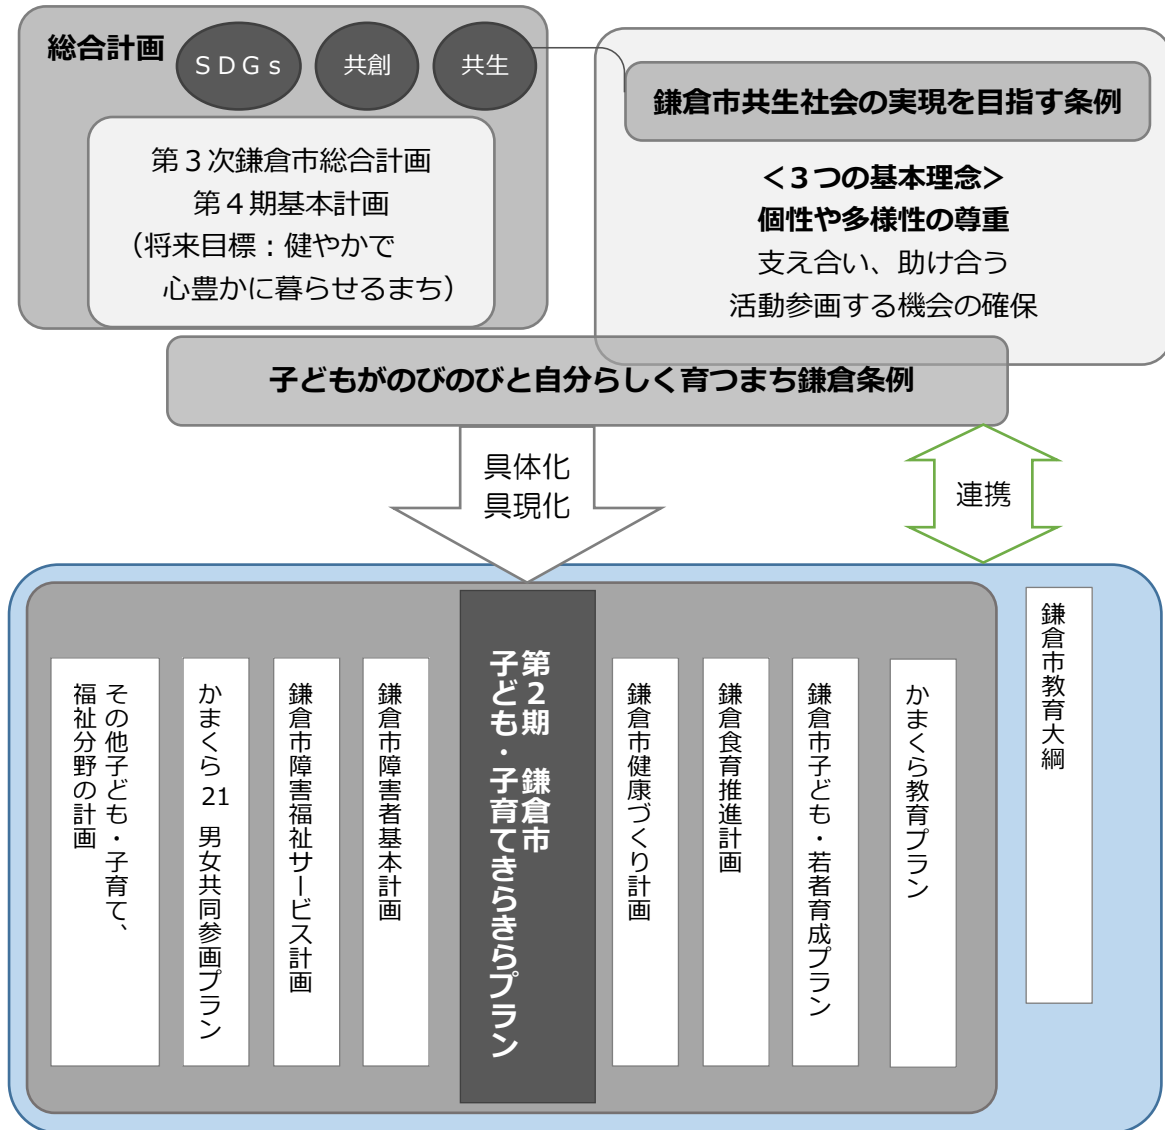 総合計画
ＳＤＧｓ
共創
共生
第３次鎌倉市総合計画
第４期基本計画
（将来目標：健やかで
心豊かに暮らせるまち）
鎌倉市共生社会の実現を目指す条例
＜３つの基本理念＞
個性や多様性の尊重
支え合い、助け合う
活動参画する機会の確保
子どもがのびのびと自分らしく育つまち鎌倉条例
具体化
具現化
連携
その他子ども・子育て、
福祉分野の計画
かまくら 21 男女共同参画プラン
鎌倉市障害福祉サービス計画
鎌倉市障害者基本計画
第２期　鎌倉市
子ども・子育てきらきらプラン
鎌倉市健康づくり計画
鎌倉食育推進計画
鎌倉市子ども・若者育成プラン
かまくら教育プラン
鎌倉市教育大綱